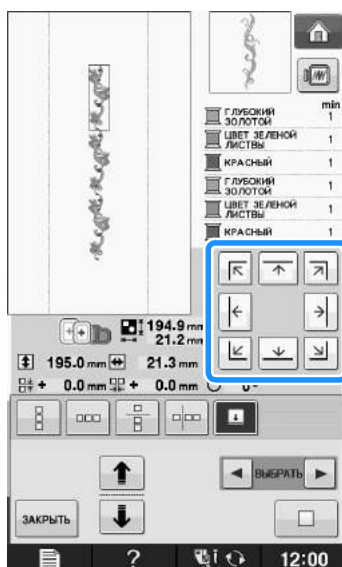 min
ГЛУБОКИЙ 1
ЗОЛОТОЙ
ЦВЕТ ЗЕЛЕНОЙ 1
ЛИСТВЫ
КРАСНЫЙ 1
ГЛУБОКИЙ 1
ЗОЛОТОЙ
ЦВЕТ ЗЕЛЕНОЙ 1
ЛИСТВЫ
КРАСНЫЙ 1
194.9 mm
21.2 mm
195.0 mm 21.3 mm
+ 0.0 mm + 0.0 mm 0°
ВЫБРАТЬ
ЗАКРЫТЬ
? 12:00